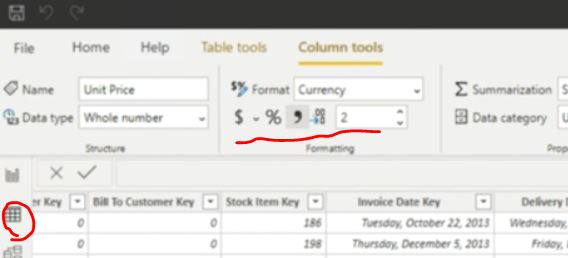 File Home Help Table tools Column tools
Name Unit Price Format Currency Summarization S
Data type Whole number $ % , .00 2 Data category U
Structure Formatting Prop
er Key Bill To Customer Key Stock Item Key Invoice Date Key Delivery D
0 0 186 Tuesday, October 22, 2013 Wednesday,
0 0 198 Thursday, December 5, 2013 Friday,